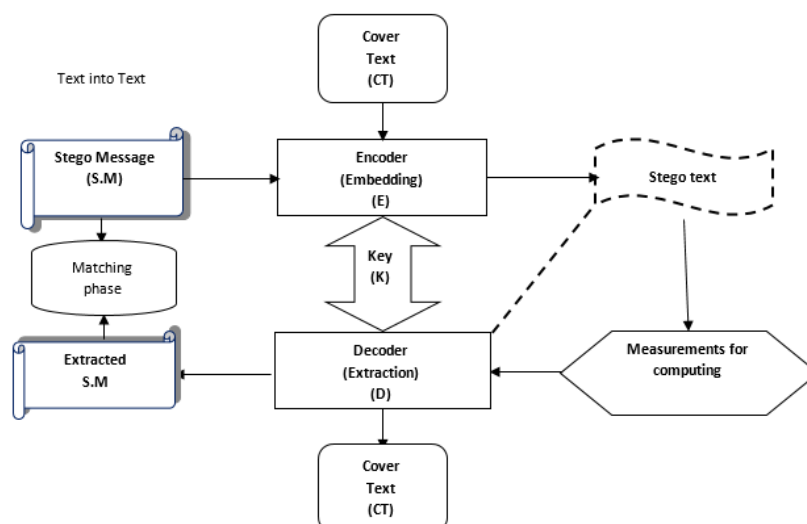 Cover
Text
(CT)
Text into Text
Stego Message
(S.M)
Encoder
(Embedding)
(E)
Stego text
Matching
phase
Key
(K)
Extracted
S.M
Decoder
(Extraction)
(D)
Measurements for
computing
Cover
Text
(CT)